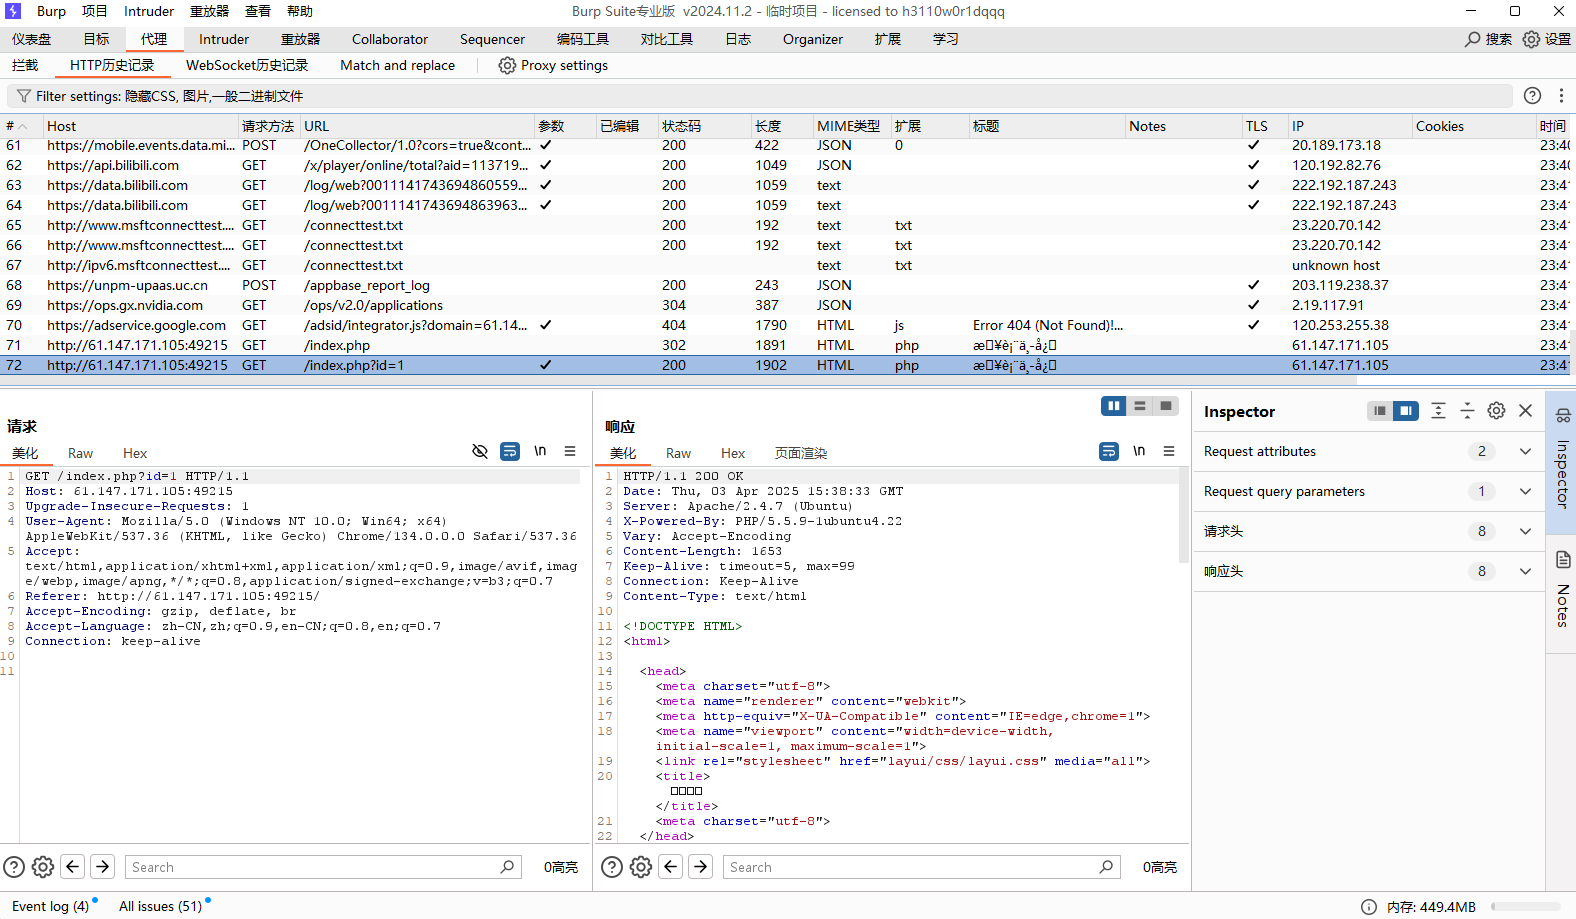 Burp 项目 Intruder 重放器 查看 帮助 Burp Suite专业版 v2024.11.2 - 临时项目 - licensed to h3110w0r1dqqq
仪表盘 目标 代理 Intruder 重放器 Collaborator Sequencer 编码工具 对比工具 日志 Organizer 扩展 学习 搜索 设置
拦截 HTTP历史记录 WebSocket历史记录 Match and replace Proxy settings
Filter settings: 隐藏CSS, 图片,一般二进制文件
# Host 请求方法 URL 参数 已编辑 状态码 长度 MIME类型 扩展 标题 Notes TLS IP Cookies 时间
61 https://mobile.events.data.mi... POST /OneCollector/1.0?cors=true&cont... ✓ 200 422 JSON 0 ✓ 20.189.173.18 23:40
62 https://api.bilibili.com GET /x/player/online/total?aid=113719... ✓ 200 1049 JSON ✓ 120.192.82.76 23:40
63 https://data.bilibili.com GET /log/web?0011141743694860559... ✓ 200 1059 text ✓ 222.192.187.243 23:41
64 https://data.bilibili.com GET /log/web?0011141743694863963... ✓ 200 1059 text ✓ 222.192.187.243 23:41
65 http://www.msftconnecttest.... GET /connecttest.txt 200 192 text txt 23.220.70.142 23:41
66 http://www.msftconnecttest.... GET /connecttest.txt 200 192 text txt 23.220.70.142 23:41
67 http://ipv6.msftconnecttest.... GET /connecttest.txt text txt unknown host 23:41
68 https://unpm-upaas.uc.cn POST /appbase_report_log 200 243 JSON ✓ 203.119.238.37 23:41
69 https://ops.gx.nvidia.com GET /ops/v2.0/applications 304 387 JSON ✓ 2.19.117.91 23:41
70 https://adservice.google.com GET /adsid/integrator.js?domain=61.14... ✓ 404 1790 HTML js Error 404 (Not Found)!... ✓ 120.253.255.38 23:41
71 http://61.147.171.105:49215 GET /index.php 302 1891 HTML php æ□¥è¡¨ä¸-å¿□ 61.147.171.105 23:41
72 http://61.147.171.105:49215 GET /index.php?id=1 ✓ 200 1902 HTML php æ□¥è¡¨ä¸-å¿□ 61.147.171.105 23:41
请求
美化 Raw Hex \n
1 GET /index.php?id=1 HTTP/1.1
2 Host: 61.147.171.105:49215
3 Upgrade-Insecure-Requests: 1
4 User-Agent: Mozilla/5.0 (Windows NT 10.0; Win64; x64)
AppleWebKit/537.36 (KHTML, like Gecko) Chrome/134.0.0.0 Safari/537.36
5 Accept:
text/html,application/xhtml+xml,application/xml;q=0.9,image/avif,imag
e/webp,image/apng,*/*;q=0.8,application/signed-exchange;v=b3;q=0.7
6 Referer: http://61.147.171.105:49215/
7 Accept-Encoding: gzip, deflate, br
8 Accept-Language: zh-CN,zh;q=0.9,en-CN;q=0.8,en;q=0.7
9 Connection: keep-alive
10
11
Search 0高亮
响应
美化 Raw Hex 页面渲染 \n
1 HTTP/1.1 200 OK
2 Date: Thu, 03 Apr 2025 15:38:33 GMT
3 Server: Apache/2.4.7 (Ubuntu)
4 X-Powered-By: PHP/5.5.9-1ubuntu4.22
5 Vary: Accept-Encoding
6 Content-Length: 1653
7 Keep-Alive: timeout=5, max=99
8 Connection: Keep-Alive
9 Content-Type: text/html
10
11 <!DOCTYPE HTML>
12 <html>
13
14 <head>
15 <meta charset="utf-8">
16 <meta name="renderer" content="webkit">
17 <meta http-equiv="X-UA-Compatible" content="IE=edge,chrome=1">
18 <meta name="viewport" content="width=device-width,
initial-scale=1, maximum-scale=1">
19 <link rel="stylesheet" href="layui/css/layui.css" media="all">
20 <title>
□□□□
</title>
21 <meta charset="utf-8">
22 </head>
Search 0高亮
Inspector
Request attributes 2
Request query parameters 1
请求头 8
响应头 8
Inspector
Notes
Event log (4) All issues (51) 内存: 449.4MB